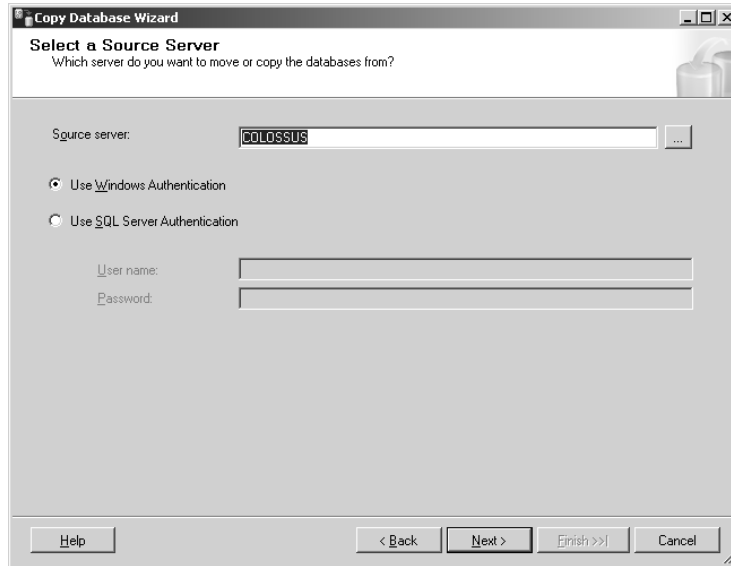 Copy Database Wizard
Select a Source Server
Which server do you want to move or copy the databases from?
Source server: COLOSSUS ...
Use Windows Authentication
Use SQL Server Authentication
User name:
Password:
Help < Back Next > Finish >>| Cancel